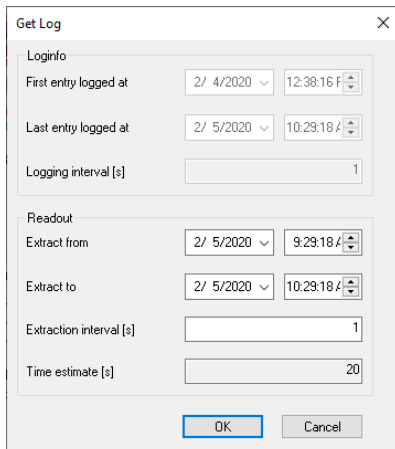 Get Log
Loginfo
First entry logged at 2/ 4/2020 12:38:16 F
Last entry logged at 2/ 5/2020 10:29:18 A
Logging interval [s] 1
Readout
Extract from 2/ 5/2020 9:29:18 A
Extract to 2/ 5/2020 10:29:18 A
Extraction interval [s] 1
Time estimate [s] 20
OK Cancel